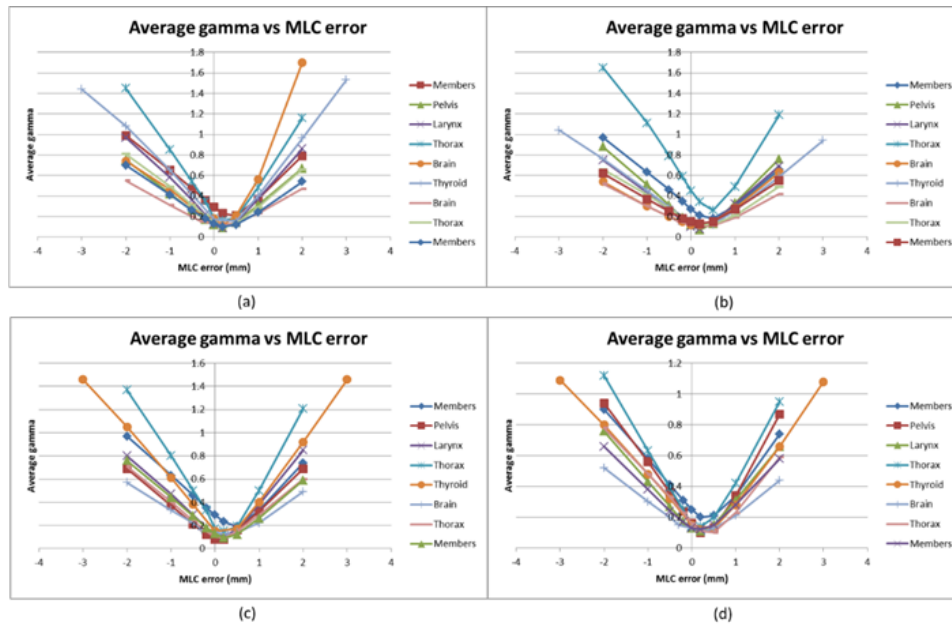 Average gamma vs MLC error
1.8
1.6
1.4
1.2
1
0.8
0.6
0.4
0.2
0
-4 -3 -2 -1 0 1 2 3 4
Average gamma
MLC error (mm)
Members
Pelvis
Larynx
Thorax
Brain
Thyroid
Brain
Thorax
Members
(a)
Average gamma vs MLC error
1.8
1.6
1.4
1.2
1
0.8
0.6
0.4
0.2
0
-4 -3 -2 -1 0 1 2 3 4
Average gamma
MLC error (mm)
Members
Pelvis
Larynx
Thorax
Brain
Thyroid
Brain
Thorax
Members
(b)
Average gamma vs MLC error
1.6
1.4
1.2
1
0.8
0.6
0.4
0.2
0
-4 -3 -2 -1 0 1 2 3 4
Average gamma
MLC error (mm)
Members
Pelvis
Larynx
Thorax
Thyroid
Brain
Thorax
Members
(c)
Average gamma vs MLC error
1.2
1
0.8
0.6
0.4
0.2
0
-4 -3 -2 -1 0 1 2 3 4
Average gamma
MLC error (mm)
Members
Pelvis
Larynx
Thorax
Thyroid
Brain
Thorax
Members
(d)